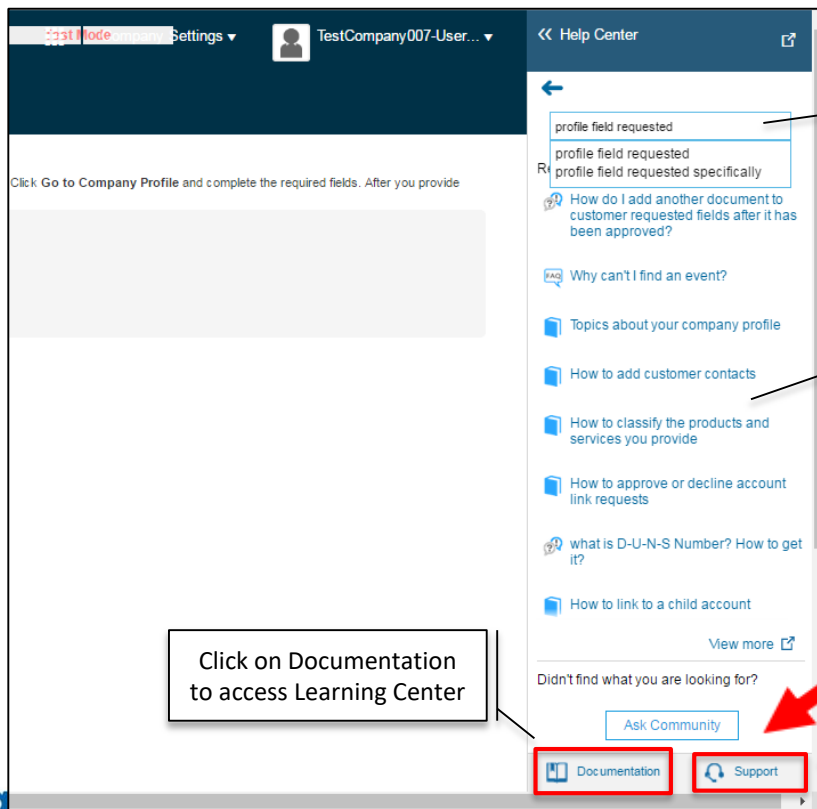 Test Mode
Company Settings
TestCompany007-User...
Help Center
profile field requested
profile field requested
profile field requested specifically
Click Go to Company Profile and complete the required fields. After you provide
How do I add another document to
customer requested fields after it has
been approved?
FAQ
Why can't I find an event?
Topics about your company profile
How to add customer contacts
How to classify the products and
services you provide
How to approve or decline account
link requests
what is D-U-N-S Number? How to get
it?
How to link to a child account
View more
Click on Documentation
to access Learning Center
Didn't find what you are looking for?
Ask Community
Documentation
Support